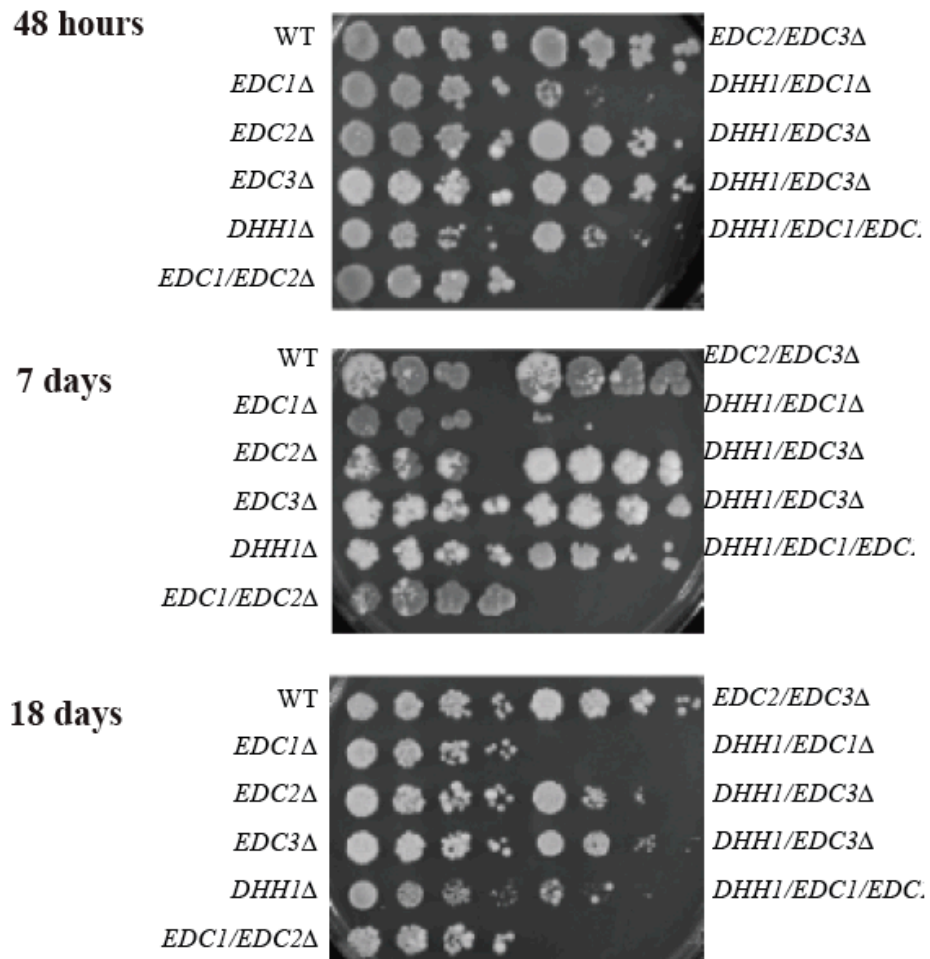 48 hours
WT
EDC1Δ
EDC2Δ
EDC3Δ
DHH1Δ
EDC1/EDC2Δ
EDC2/EDC3Δ
DHH1/EDC1Δ
DHH1/EDC3Δ
DHH1/EDC3Δ
DHH1/EDC1/EDC
7 days
WT
EDC1Δ
EDC2Δ
EDC3Δ
DHH1Δ
EDC1/EDC2Δ
EDC2/EDC3Δ
DHH1/EDC1Δ
DHH1/EDC3Δ
DHH1/EDC3Δ
DHH1/EDC1/EDC
18 days
WT
EDC1Δ
EDC2Δ
EDC3Δ
DHH1Δ
EDC1/EDC2Δ
EDC2/EDC3Δ
DHH1/EDC1Δ
DHH1/EDC3Δ
DHH1/EDC3Δ
DHH1/EDC1/EDC